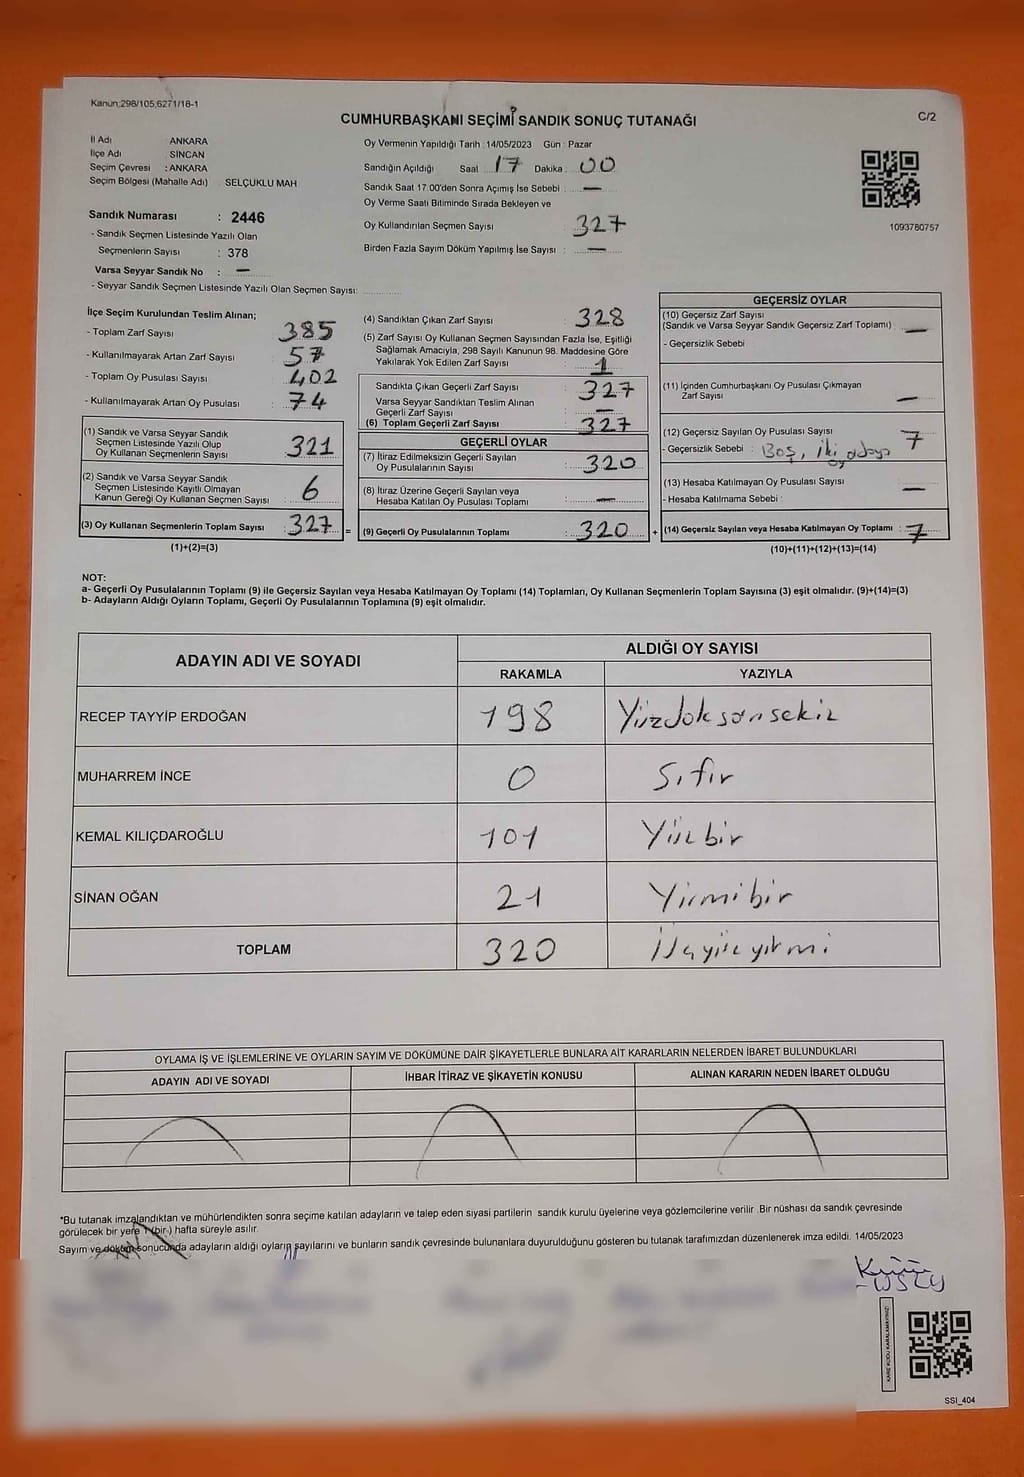 Kanun;298/105,6271/18-1
CUMHURBAŞKANI SEÇİMİ SANDIK SONUÇ TUTANAĞI
C/2
İl Adı ANKARA
İlçe Adı SİNCAN
Seçim Çevresi : ANKARA
Seçim Bölgesi (Mahalle Adı) SELÇUKLU MAH
Sandık Numarası : 2446
- Sandık Seçmen Listesinde Yazılı Olan
Seçmenlerin Sayısı : 378
Varsa Seyyar Sandık No : —
- Seyyar Sandık Seçmen Listesinde Yazılı Olan Seçmen Sayısı:
Oy Vermenin Yapıldığı Tarih :14/05/2023 Gün : Pazar
Sandığın Açıldığı Saat 17 Dakika 00
Sandık Saat 17:00'den Sonra Açımış İse Sebebi : —
Oy Verme Saati Bitiminde Sırada Bekleyen ve
Oy Kullandırılan Seçmen Sayısı : 327
Birden Fazla Sayım Döküm Yapılmış İse Sayısı : —
1093780757
İlçe Seçim Kurulundan Teslim Alınan;
- Toplam Zarf Sayısı : 385
- Kullanılmayarak Artan Zarf Sayısı : 57
- Toplam Oy Pusulası Sayısı : 402
- Kullanılmayarak Artan Oy Pusulası : 74
(1) Sandık ve Varsa Seyyar Sandık
Seçmen Listesinde Yazılı Olup
Oy Kullanan Seçmenlerin Sayısı : 321
(2) Sandık ve Varsa Seyyar Sandık
Seçmen Listesinde Kayıtlı Olmayan
Kanun Gereği Oy Kullanan Seçmen Sayısı : 6
(3) Oy Kullanan Seçmenlerin Toplam Sayısı : 327 =
(1)+(2)=(3)
(4) Sandıktan Çıkan Zarf Sayısı : 328
(5) Zarf Sayısı Oy Kullanan Seçmen Sayısından Fazla İse, Eşitliği
Sağlamak Amacıyla, 298 Sayılı Kanunun 98. Maddesine Göre
Yakılarak Yok Edilen Zarf Sayısı : 1
Sandıkta Çıkan Geçerli Zarf Sayısı : 327
Varsa Seyyar Sandıktan Teslim Alınan
Geçerli Zarf Sayısı : —
(6) Toplam Geçerli Zarf Sayısı : 327
GEÇERLİ OYLAR
(7) İtiraz Edilmeksizin Geçerli Sayılan
Oy Pusulalarının Sayısı : 320
(8) İtiraz Üzerine Geçerli Sayılan veya
Hesaba Katılan Oy Pusulası Toplamı : —
(9) Geçerli Oy Pusulalarının Toplamı : 320 +
GEÇERSİZ OYLAR
(10) Geçersiz Zarf Sayısı
(Sandık ve Varsa Seyyar Sandık Geçersiz Zarf Toplamı) : —
- Geçersizlik Sebebi
(11) İçinden Cumhurbaşkanı Oy Pusulası Çıkmayan
Zarf Sayısı : —
(12) Geçersiz Sayılan Oy Pusulası Sayısı : 7
- Geçersizlik Sebebi : Boş, iki adaya
oy
(13) Hesaba Katılmayan Oy Pusulası Sayısı : —
- Hesaba Katılmama Sebebi
(14) Geçersiz Sayılan veya Hesaba Katılmayan Oy Toplamı : 7
(10)+(11)+(12)+(13)=(14)
NOT:
a- Geçerli Oy Pusulalarının Toplamı (9) ile Geçersiz Sayılan veya Hesaba Katılmayan Oy Toplamı (14) Toplamları, Oy Kullanan Seçmenlerin Toplam Sayısına (3) eşit olmalıdır. (9)+(14)=(3)
b- Adayların Aldığı Oyların Toplamı, Geçerli Oy Pusulalarının Toplamına (9) eşit olmalıdır.
ADAYIN ADI VE SOYADI
ALDIĞI OY SAYISI
RAKAMLA YAZIYLA
RECEP TAYYİP ERDOĞAN 198 Yüzdoksansekiz
MUHARREM İNCE 0 Sıfır
KEMAL KILIÇDAROĞLU 101 Yüzbir
SİNAN OĞAN 21 Yirmibir
TOPLAM 320 Üçyüzyirmi
OYLAMA İŞ VE İŞLEMLERİNE VE OYLARIN SAYIM VE DÖKÜMÜNE DAİR ŞİKAYETLERLE BUNLARA AİT KARARLARIN NELERDEN İBARET BULUNDUKLARI
ADAYIN ADI VE SOYADI İHBAR İTİRAZ VE ŞİKAYETİN KONUSU ALINAN KARARIN NEDEN İBARET OLDUĞU
*Bu tutanak imzalandıktan ve mühürlendikten sonra seçime katılan adayların ve talep eden siyasi partilerin sandık kurulu üyelerine veya gözlemcilerine verilir. Bir nüshası da sandık çevresinde
görülecek bir yere 1 (bir) hafta süreyle asılır.
Sayım ve döküm sonucunda adayların aldığı oyların sayılarını ve bunların sandık çevresinde bulunanlara duyurulduğunu gösteren bu tutanak tarafımızdan düzenlenerek imza edildi. 14/05/2023
KARE KODU KARALAMAYINIZ!
SSI_404